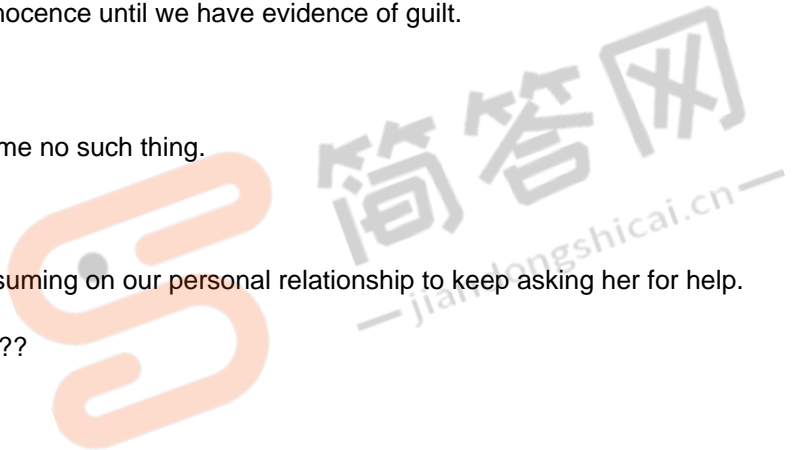 nocence until we have evidence of guilt.
me no such thing.
suming on our personal relationship to keep asking her for help.
??
简答网
jiandongshicai.cn